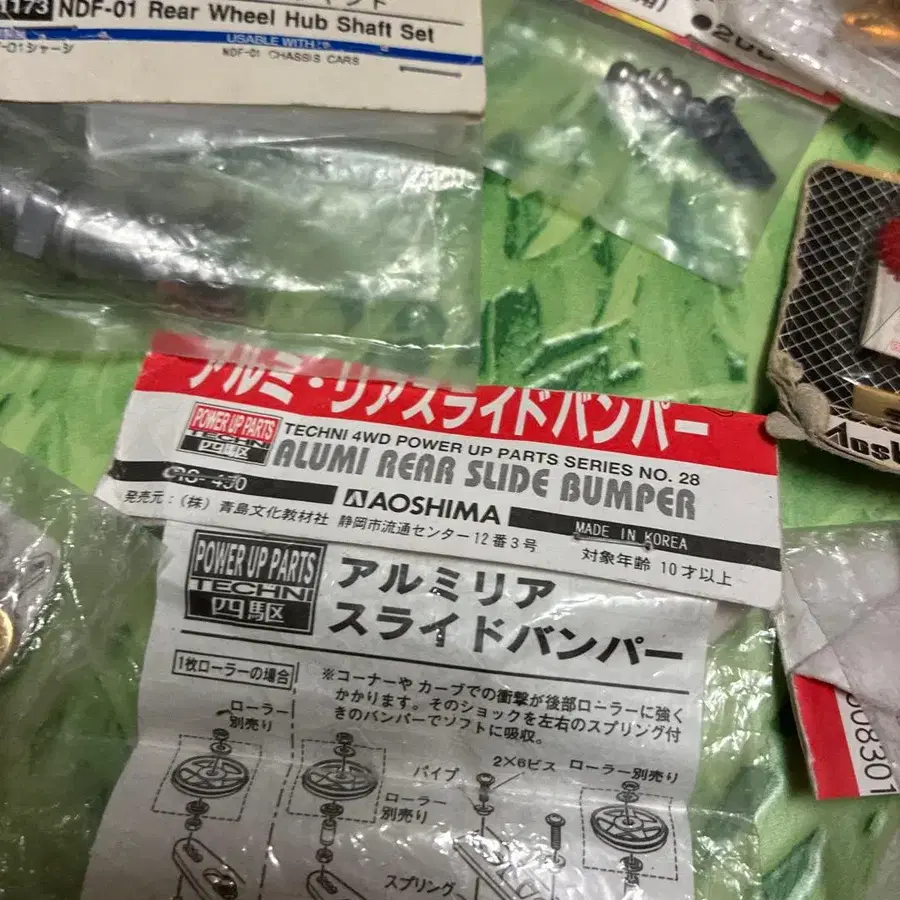 173 NDF-01 Rear Wheel Hub Shaft Set
USABLE WITH
NDF-01 CHASSIS CARS
アルミ・リアスライドバンパー
POWER UP PARTS
TECHNI
四駆
TECHNI 4WD POWER UP PARTS SERIES NO. 28
ALUMI REAR SLIDE BUMPER
AOSHIMA
MADE IN KOREA
発売元:(株)青島文化教材社 静岡市流通センター12番3号
対象年齢 10才以上
POWER UP PARTS
TECHNI
四駆
アルミリア
スライドバンパー
1枚ローラーの場合
※コーナーや カーブでの衝撃が後部ローラーに強く
かかります。そのショックを左右のスプリング付
きのバンパーでソフトに吸収。
ローラー
別売り
パイプ
2×6ビス
ローラー別売り
ローラー
別売り
スプリング
008301